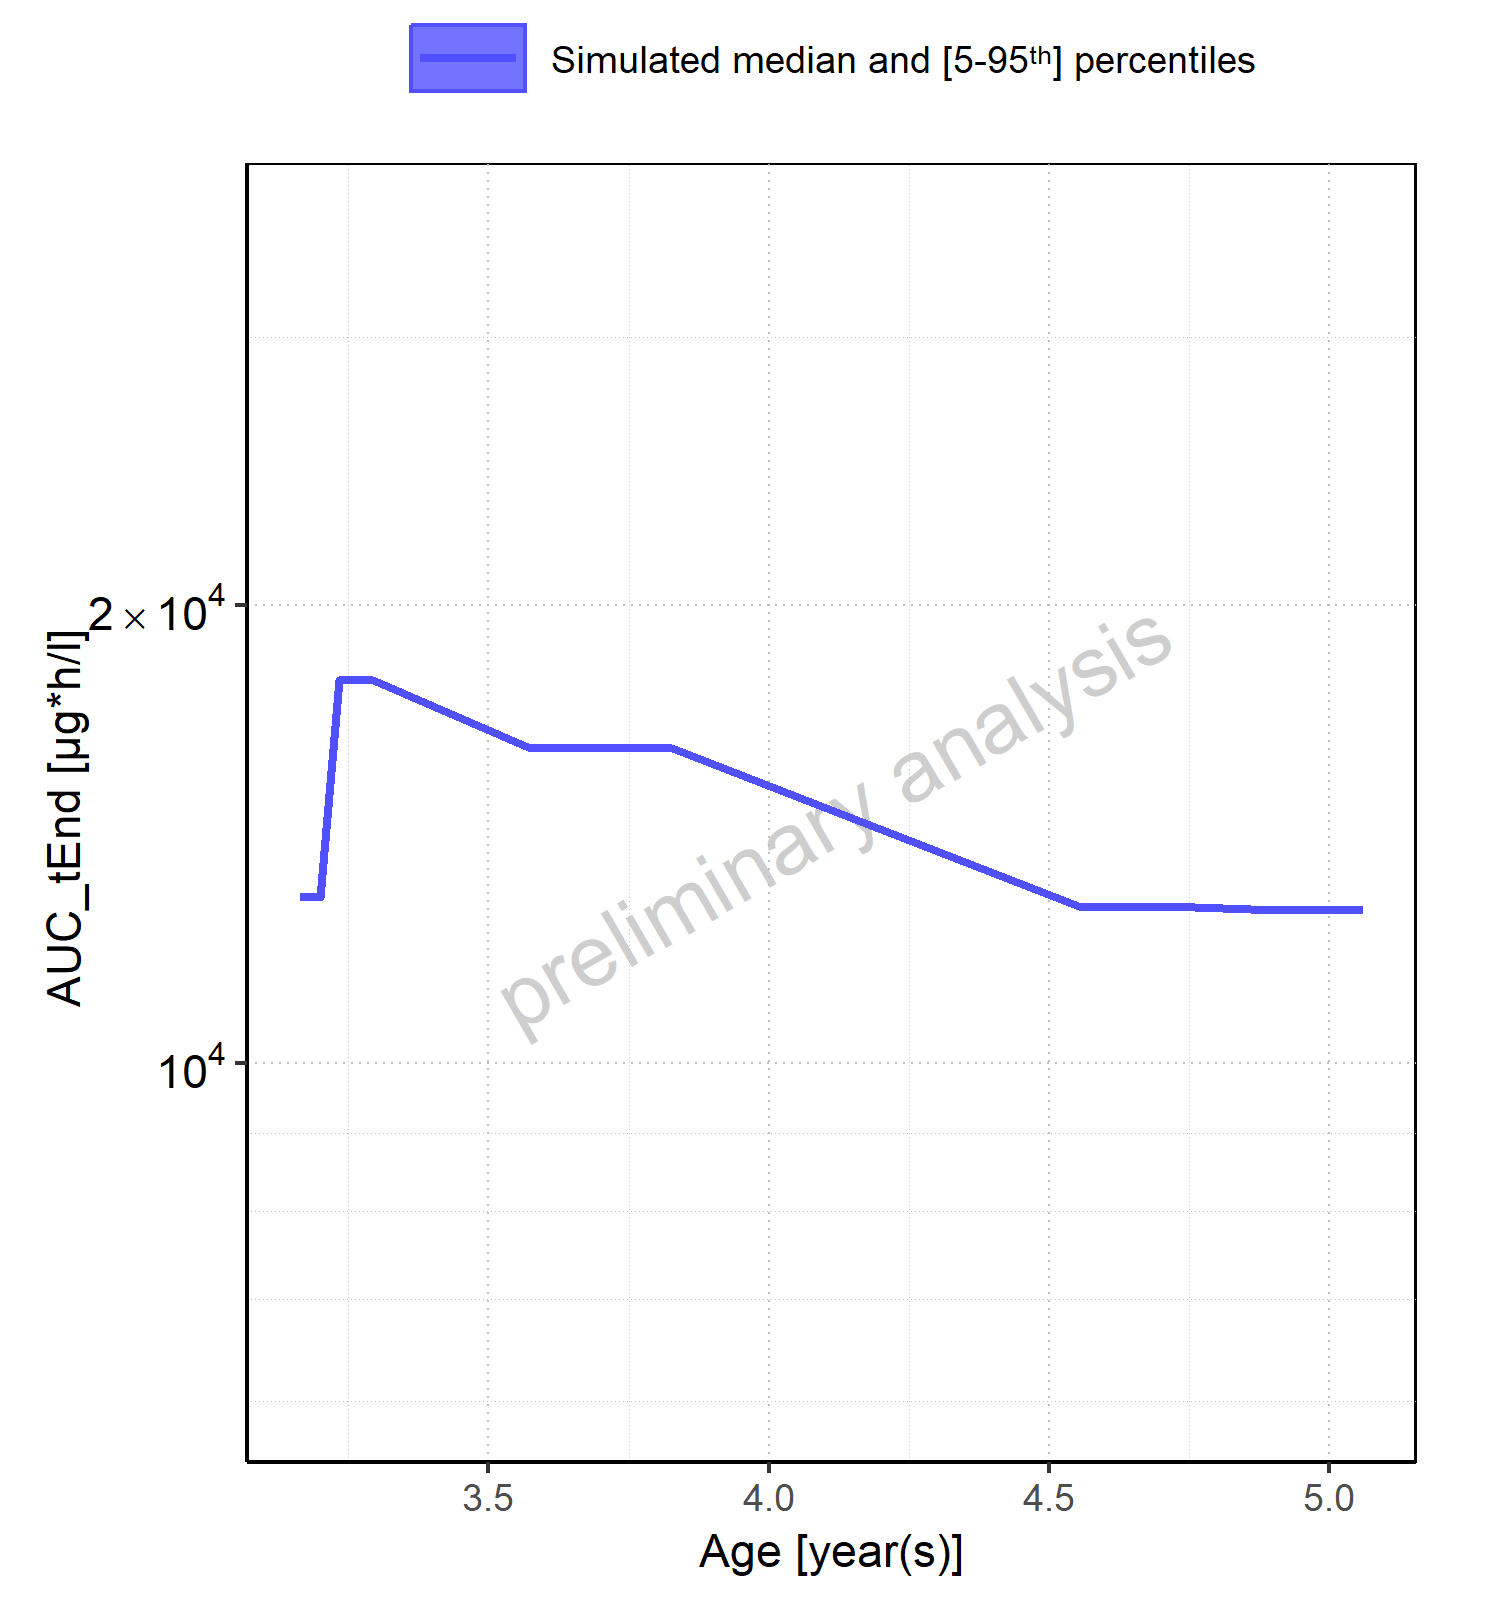 Simulated median and [5-95ᵗʰ] percentiles
2 × 10⁴
10⁴
AUC_tEnd [µg*h/l]
preliminary analysis
3.5 4.0 4.5 5.0
Age [year(s)]